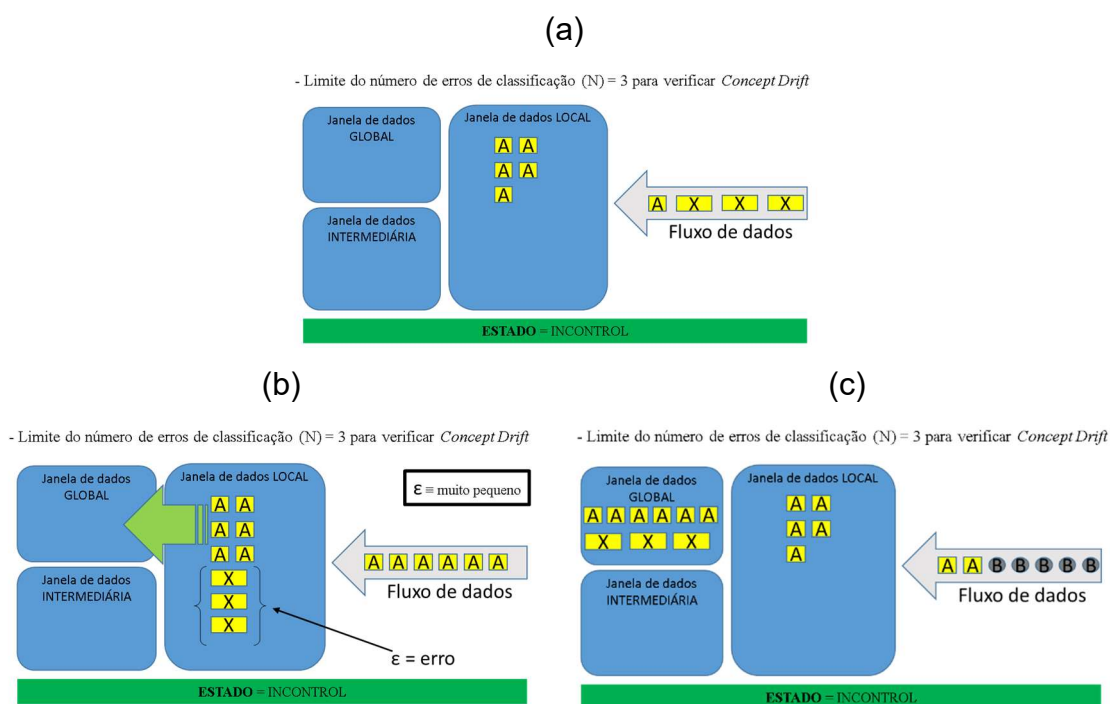 (a)
- Limite do número de erros de classificação (N) = 3 para verificar Concept Drift
Janela de dados
GLOBAL
Janela de dados LOCAL
A A
A A
A
Janela de dados
INTERMEDIÁRIA
A X X X
Fluxo de dados
ESTADO = INCONTROL
(b)
- Limite do número de erros de classificação (N) = 3 para verificar Concept Drift
Janela de dados
GLOBAL
Janela de dados LOCAL
A A
A A
A A
X
X
X
Janela de dados
INTERMEDIÁRIA
ε ≡ muito pequeno
A A A A A A
Fluxo de dados
ε = erro
ESTADO = INCONTROL
(c)
- Limite do número de erros de classificação (N) = 3 para verificar Concept Drift
Janela de dados
GLOBAL
A A A A A A
X X X
Janela de dados LOCAL
A A
A A
A
Janela de dados
INTERMEDIÁRIA
A A B B B B B
Fluxo de dados
ESTADO = INCONTROL